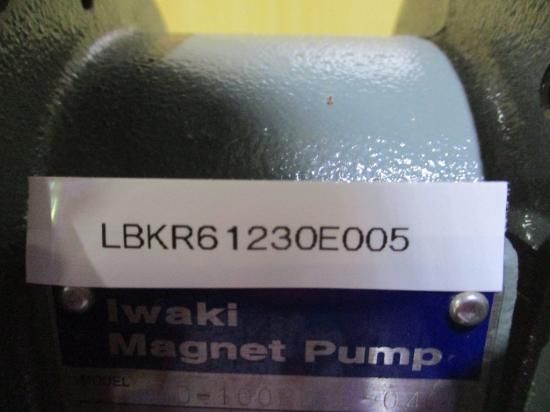 LBKR61230E005
Iwaki
Magnet Pump
MODEL